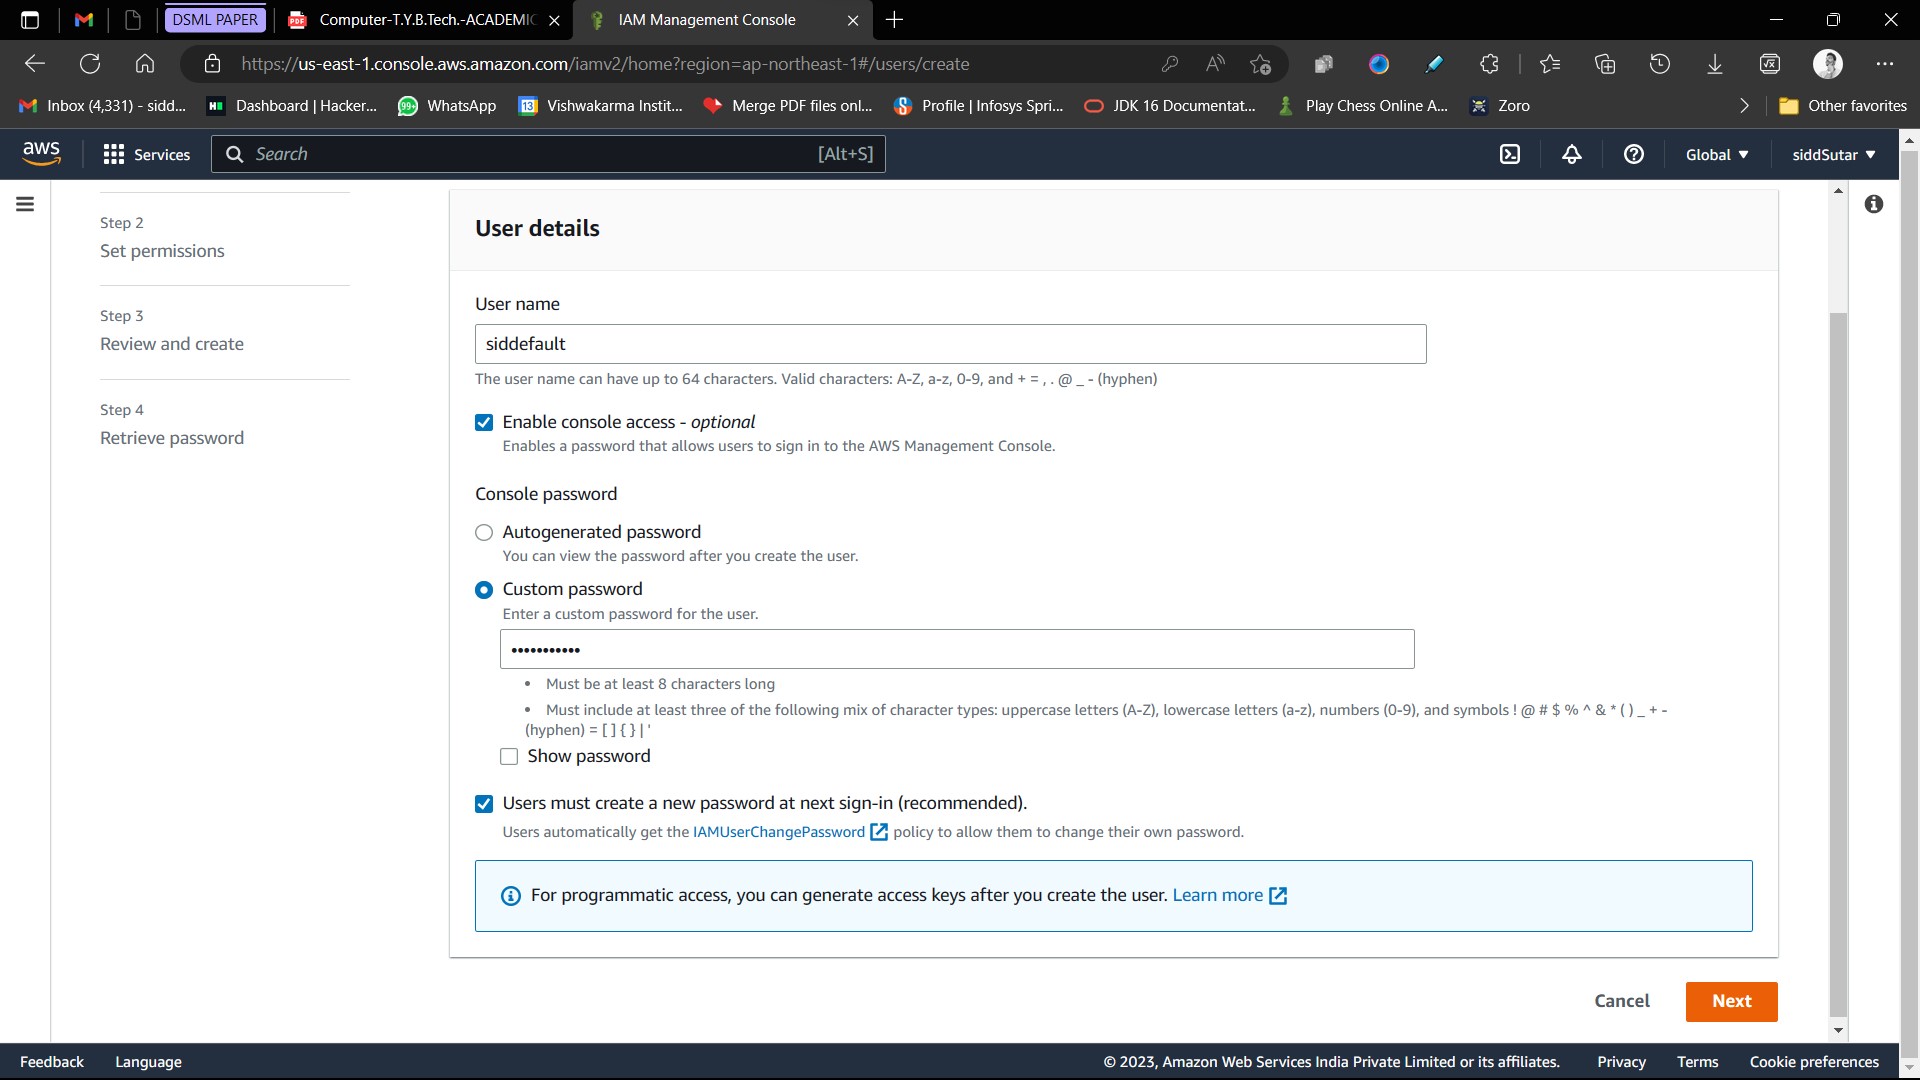 DSML PAPER
Computer-T.Y.B.Tech.-ACADEMIC
IAM Management Console
https://us-east-1.console.aws.amazon.com/iamv2/home?region=ap-northeast-1#/users/create
Inbox (4,331) - sidd...
Dashboard | Hacker...
99+
WhatsApp
13
Vishwakarma Instit...
Merge PDF files onl...
Profile | Infosys Spri...
JDK 16 Documentat...
Play Chess Online A...
Zoro
Other favorites
aws
Services
Search
[Alt+S]
Global
siddSutar
Step 2
Set permissions
Step 3
Review and create
Step 4
Retrieve password
User details
User name
siddefault
The user name can have up to 64 characters. Valid characters: A-Z, a-z, 0-9, and + = , . @ _ - (hyphen)
Enable console access - optional
Enables a password that allows users to sign in to the AWS Management Console.
Console password
Autogenerated password
You can view the password after you create the user.
Custom password
Enter a custom password for the user.
•••••••••••
• Must be at least 8 characters long
• Must include at least three of the following mix of character types: uppercase letters (A-Z), lowercase letters (a-z), numbers (0-9), and symbols ! @ # $ % ^ & * ( ) _ + -
(hyphen) = [ ] { } | '
Show password
Users must create a new password at next sign-in (recommended).
Users automatically get the IAMUserChangePassword policy to allow them to change their own password.
For programmatic access, you can generate access keys after you create the user. Learn more
Cancel
Next
Feedback
Language
© 2023, Amazon Web Services India Private Limited or its affiliates.
Privacy
Terms
Cookie preferences